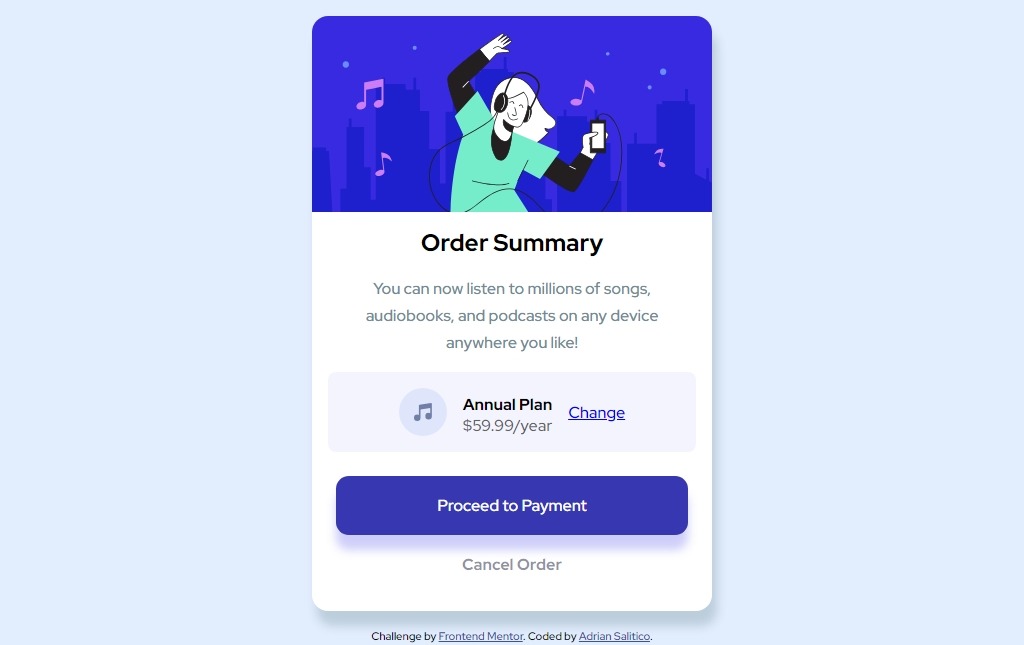 Order Summary
You can now listen to millions of songs,
audiobooks, and podcasts on any device
anywhere you like!
Annual Plan
$59.99/year
Change
Proceed to Payment
Cancel Order
Challenge by Frontend Mentor. Coded by Adrian Salitico.